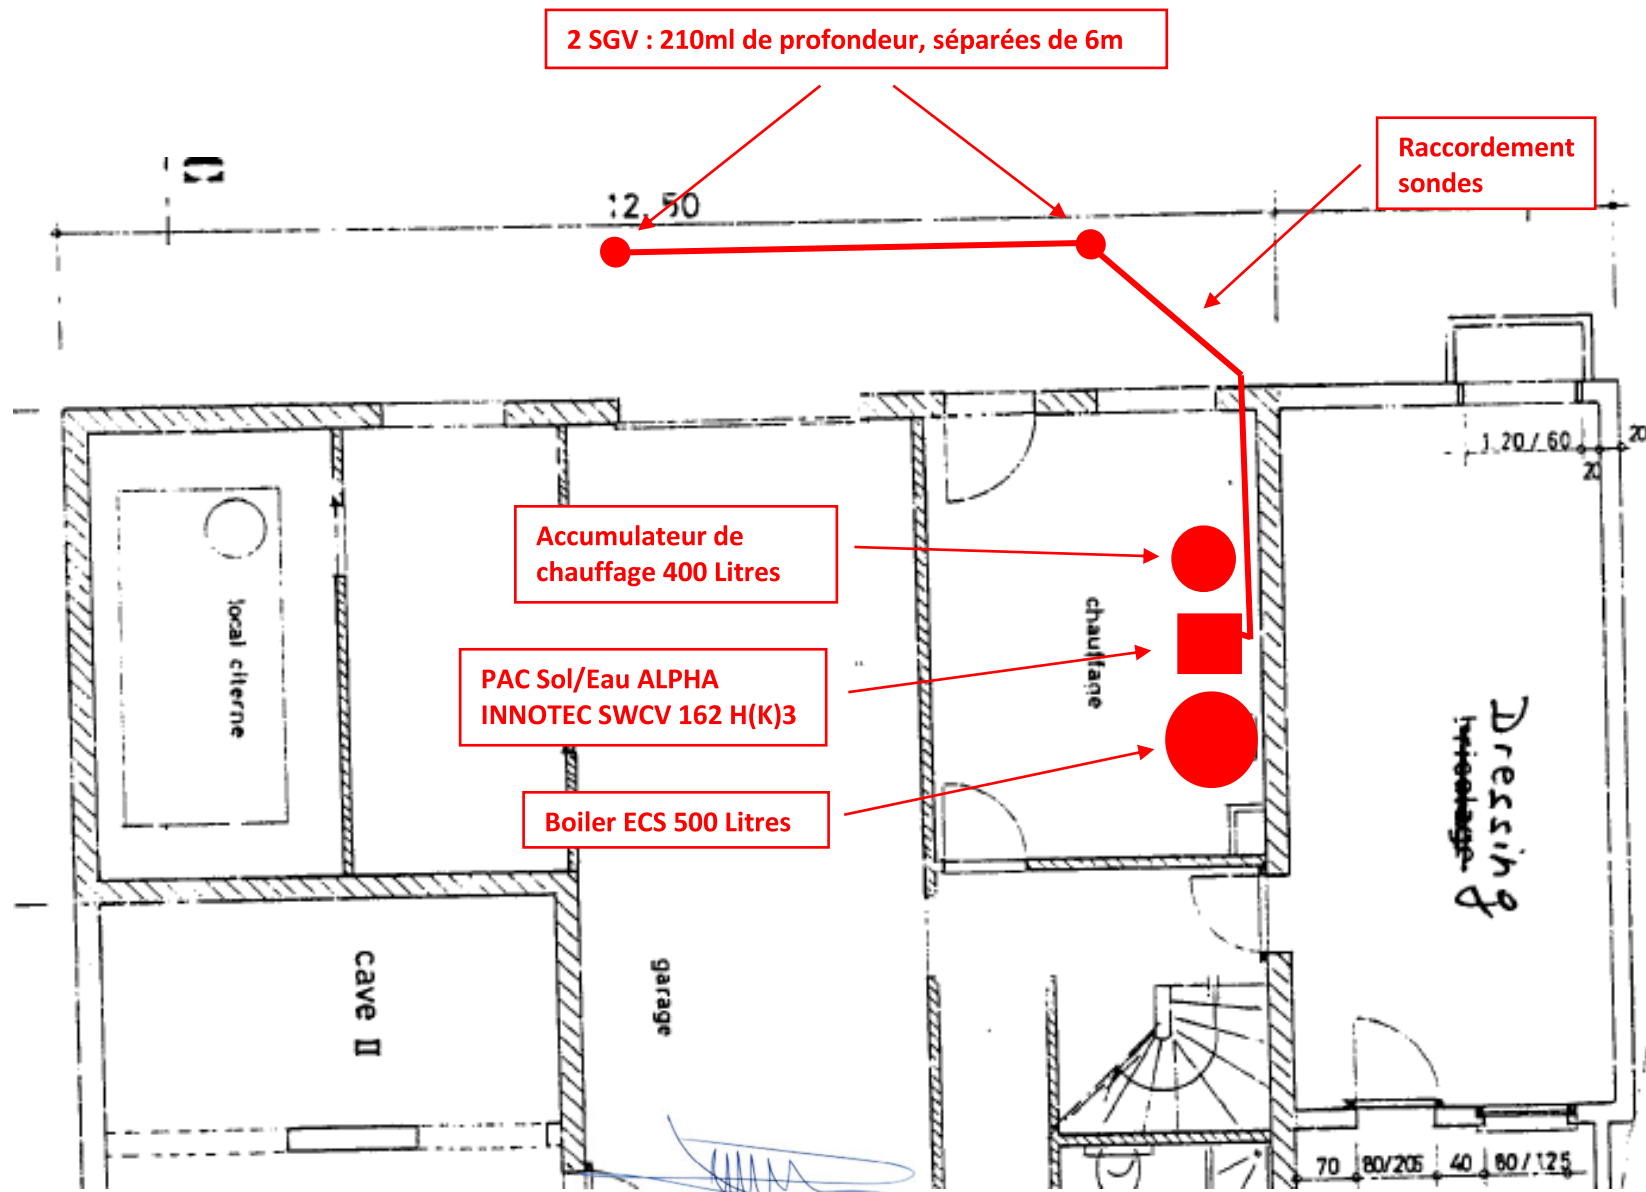 2 SGV : 210ml de profondeur, séparées de 6m
Raccordement
sondes
12,50
1 20 / 60
20
20
Accumulateur de
chauffage 400 Litres
local citerne
chauffage
PAC Sol/Eau ALPHA
INNOTEC SWCV 162 H(K)3
Dressing
Boiler ECS 500 Litres
cave II
garage
70
80/205
40
60/125